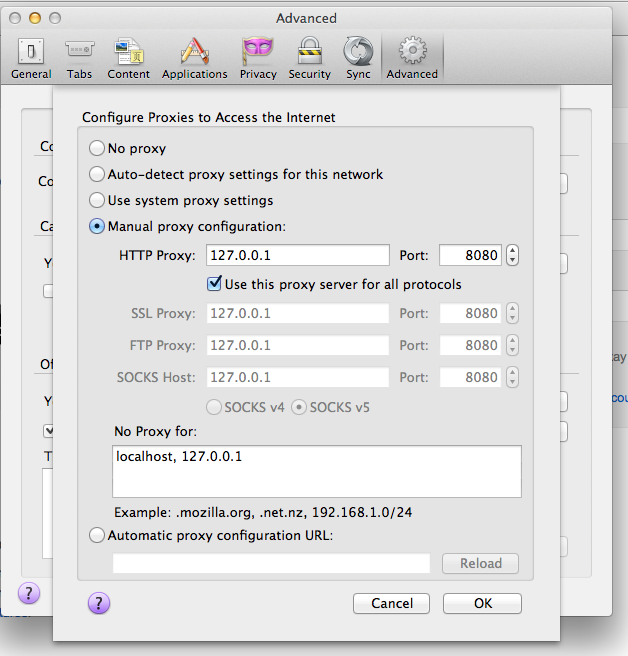 Advanced
General Tabs Content Applications Privacy Security Sync Advanced
Configure Proxies to Access the Internet
No proxy
Auto-detect proxy settings for this network
Use system proxy settings
Manual proxy configuration:
HTTP Proxy: 127.0.0.1 Port: 8080
Use this proxy server for all protocols
SSL Proxy: 127.0.0.1 Port: 8080
FTP Proxy: 127.0.0.1 Port: 8080
SOCKS Host: 127.0.0.1 Port: 8080
SOCKS v4 SOCKS v5
No Proxy for:
localhost, 127.0.0.1
Example: .mozilla.org, .net.nz, 192.168.1.0/24
Automatic proxy configuration URL:
Reload
? ? Cancel OK